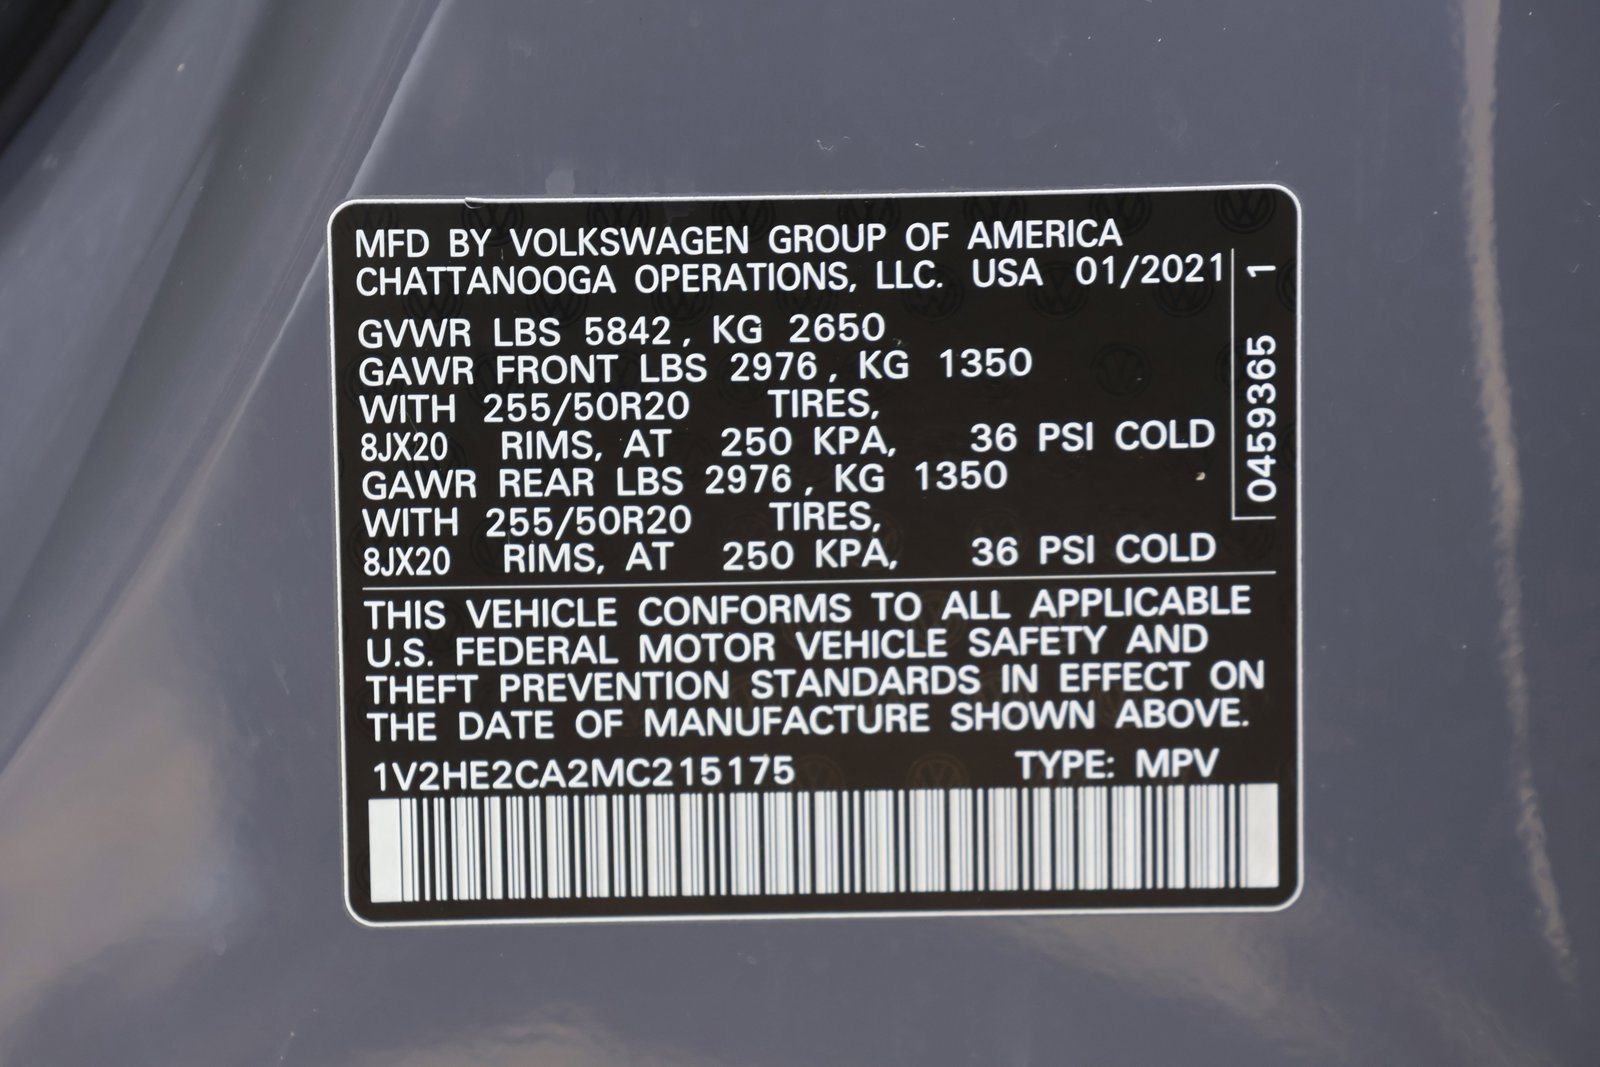 MFD BY VOLKSWAGEN GROUP OF AMERICA
CHATTANOOGA OPERATIONS, LLC. USA 01/2021
GVWR LBS 5842, KG 2650
GAWR FRONT LBS 2976, KG 1350
WITH 255/50R20 TIRES,
8JX20 RIMS, AT 250 KPA, 36 PSI COLD
GAWR REAR LBS 2976, KG 1350
WITH 255/50R20 TIRES,
8JX20 RIMS, AT 250 KPA, 36 PSI COLD
0459365 1
THIS VEHICLE CONFORMS TO ALL APPLICABLE
U.S. FEDERAL MOTOR VEHICLE SAFETY AND
THEFT PREVENTION STANDARDS IN EFFECT ON
THE DATE OF MANUFACTURE SHOWN ABOVE.
1V2HE2CA2MC215175 TYPE: MPV